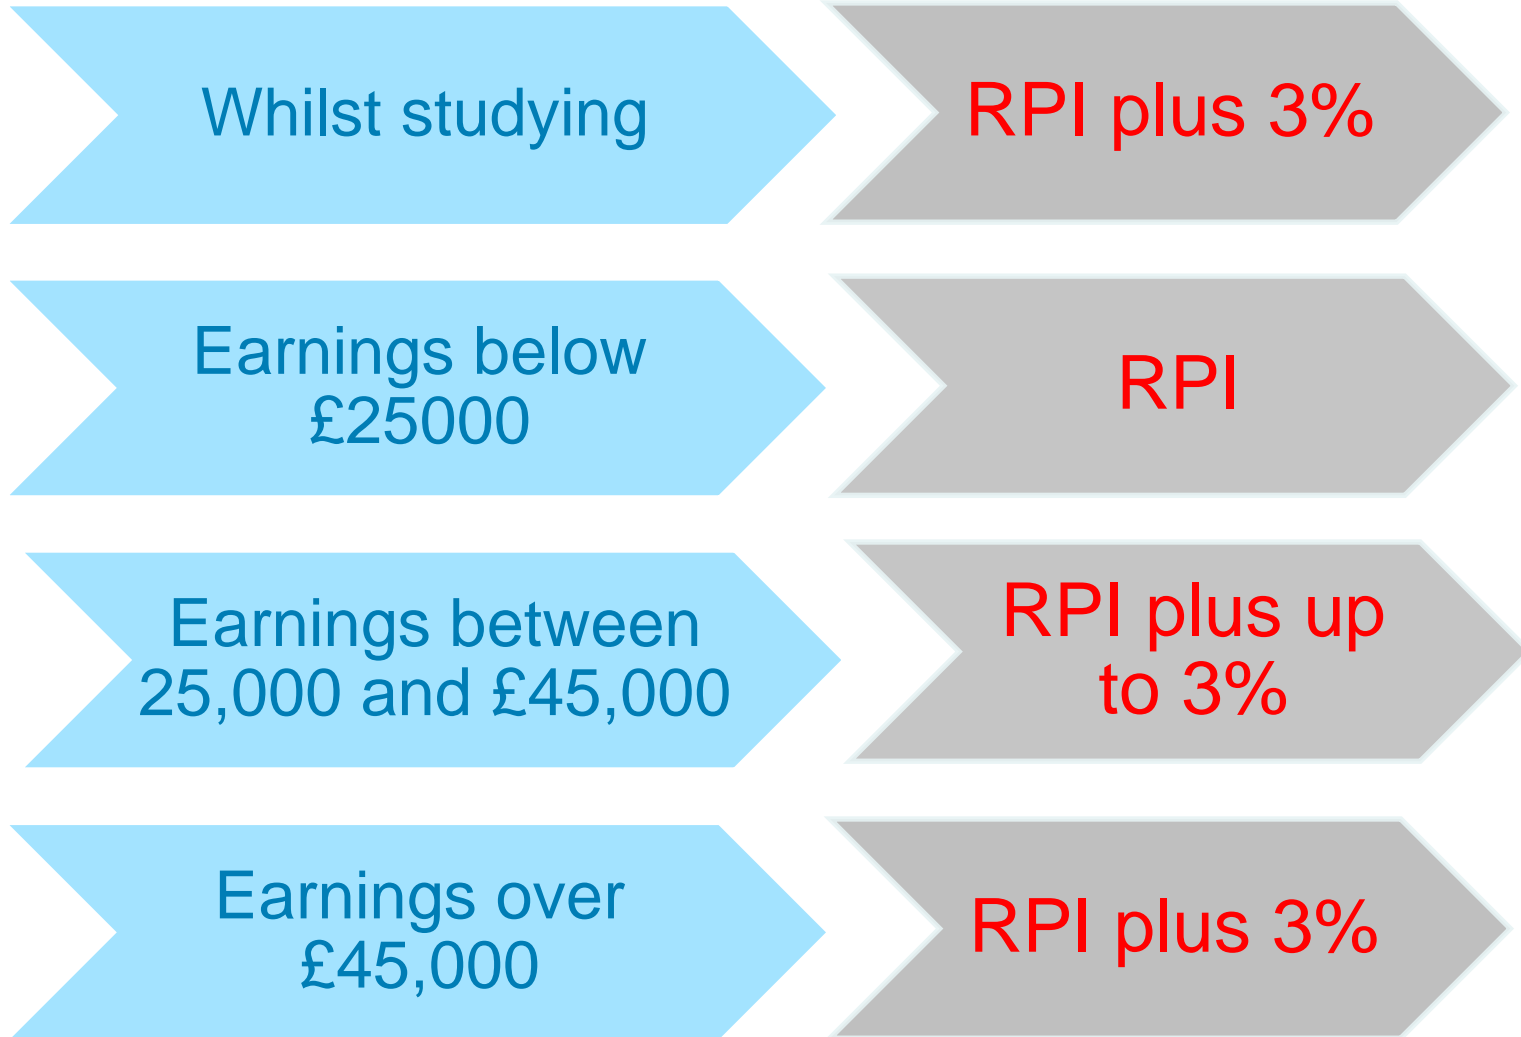 Whilst studying
RPI plus 3%
Earnings below
£25000
RPI
Earnings between
25,000 and £45,000
RPI plus up
to 3%
Earnings over
£45,000
RPI plus 3%